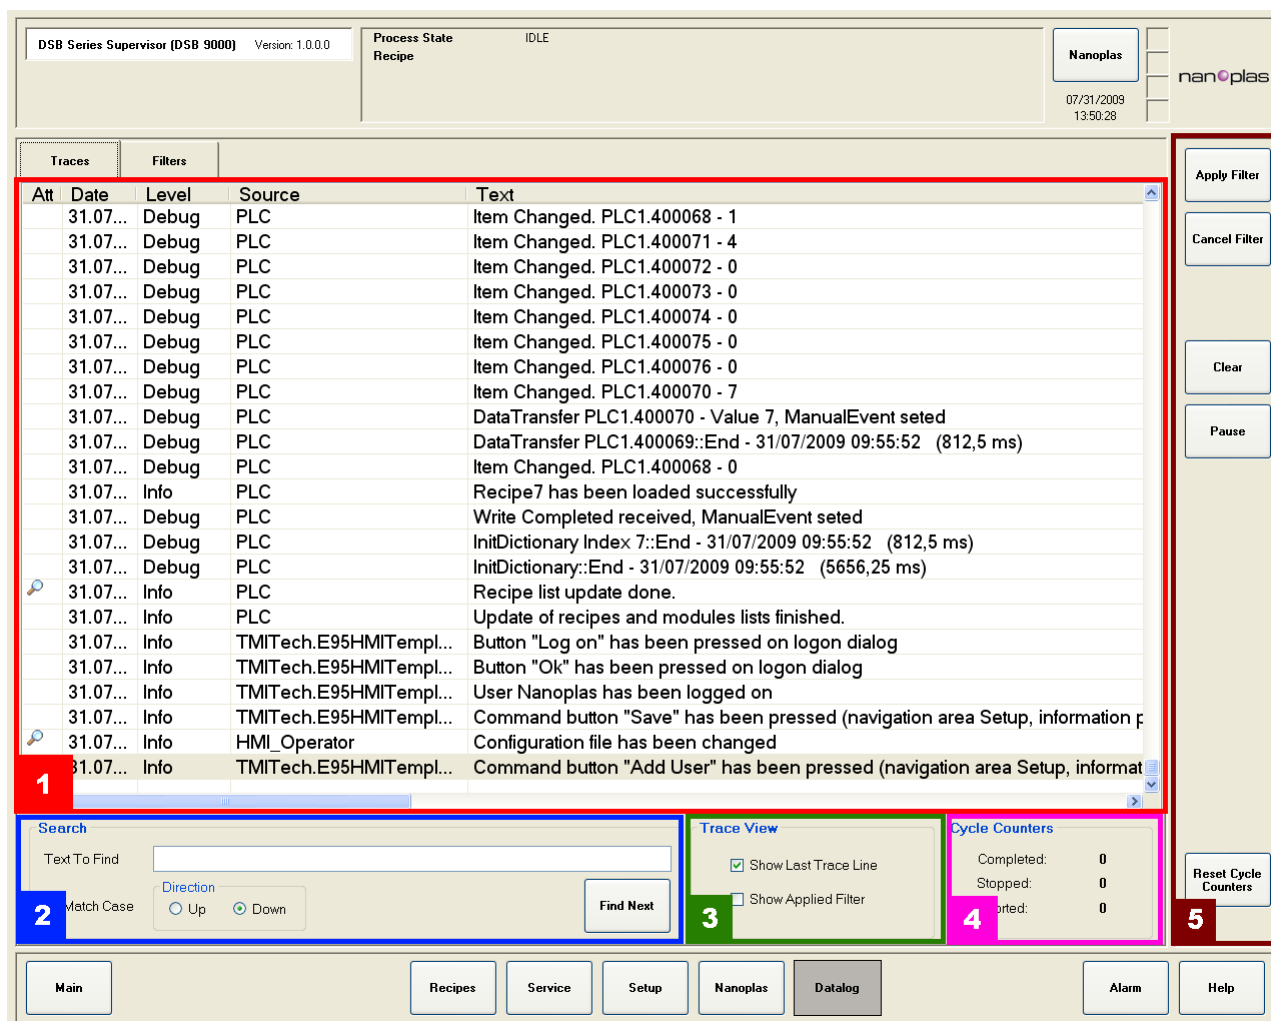 DSB Series Supervisor (DSB 9000) Version: 1.0.0.0
Process State IDLE
Recipe
Nanoplas
07/31/2009
13:50:28
nanoplas
Traces Filters
Att Date Level Source Text
31.07... Debug PLC Item Changed. PLC1.400068 - 1
31.07... Debug PLC Item Changed. PLC1.400071 - 4
31.07... Debug PLC Item Changed. PLC1.400072 - 0
31.07... Debug PLC Item Changed. PLC1.400073 - 0
31.07... Debug PLC Item Changed. PLC1.400074 - 0
31.07... Debug PLC Item Changed. PLC1.400075 - 0
31.07... Debug PLC Item Changed. PLC1.400076 - 0
31.07... Debug PLC Item Changed. PLC1.400070 - 7
31.07... Debug PLC DataTransfer PLC1.400070 - Value 7, ManualEvent seted
31.07... Debug PLC DataTransfer PLC1.400069::End - 31/07/2009 09:55:52 (812,5 ms)
31.07... Debug PLC Item Changed. PLC1.400068 - 0
31.07... Info PLC Recipe7 has been loaded successfully
31.07... Debug PLC Write Completed received, ManualEvent seted
31.07... Debug PLC InitDictionary Index 7::End - 31/07/2009 09:55:52 (812,5 ms)
31.07... Debug PLC InitDictionary::End - 31/07/2009 09:55:52 (5656,25 ms)
31.07... Info PLC Recipe list update done.
31.07... Info PLC Update of recipes and modules lists finished.
31.07... Info TMITech.E95HMITempl... Button "Log on" has been pressed on logon dialog
31.07... Info TMITech.E95HMITempl... Button "Ok" has been pressed on logon dialog
31.07... Info TMITech.E95HMITempl... User Nanoplas has been logged on
31.07... Info TMITech.E95HMITempl... Command button "Save" has been pressed (navigation area Setup, information p
31.07... Info HMI_Operator Configuration file has been changed
31.07... Info TMITech.E95HMITempl... Command button "Add User" has been pressed (navigation area Setup, informat
1
Apply Filter
Cancel Filter
Clear
Pause
Reset Cycle
Counters
5
Search
Text To Find
Match Case
Direction
Up Down
Find Next
2
Trace View
Show Last Trace Line
Show Applied Filter
3
Cycle Counters
Completed: 0
Stopped: 0
orted: 0
4
Main Recipes Service Setup Nanoplas Datalog Alarm Help